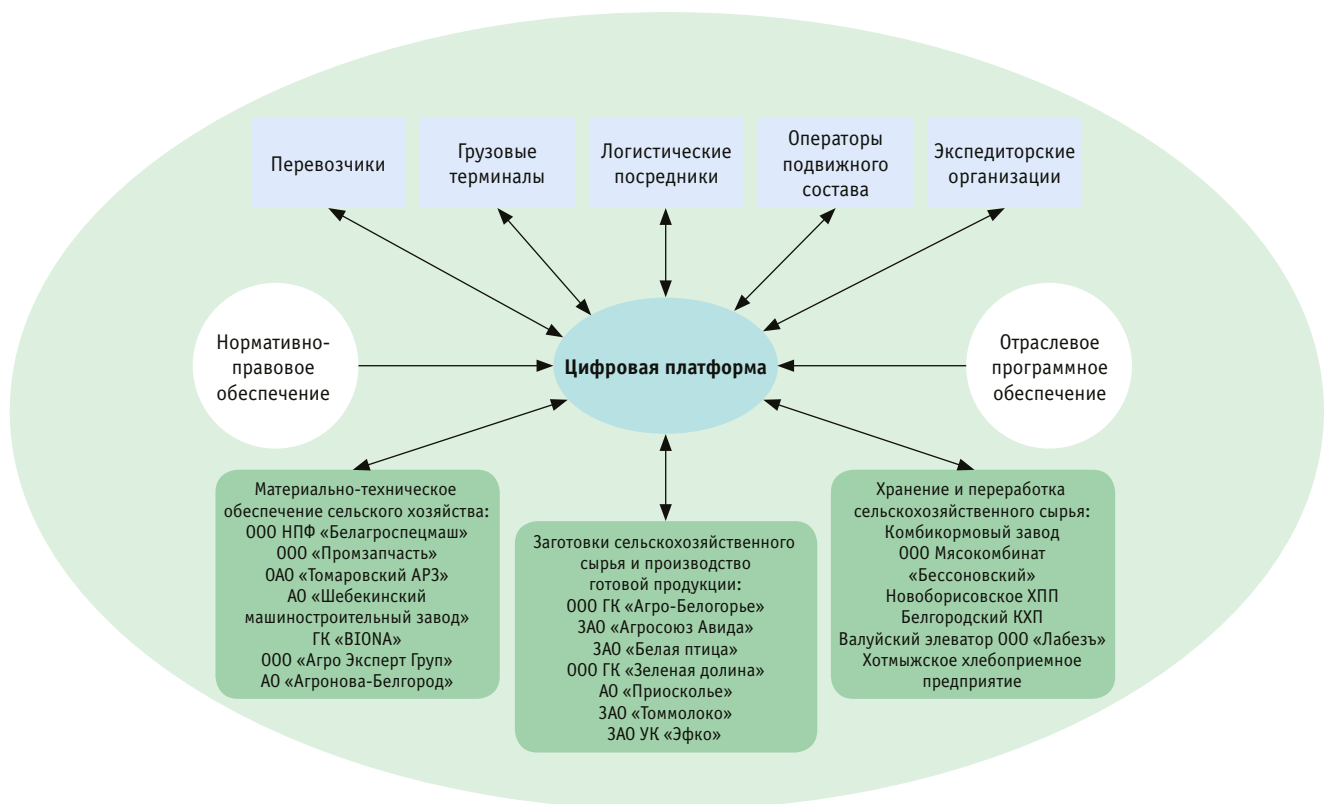 Перевозчики
Грузовые
терминалы
Логистические
посредники
Операторы
подвижного
состава
Экспедиторские
организации
Нормативно-
правовое
обеспечение
Цифровая платформа
Отраслевое
программное
обеспечение
Материально-техническое
обеспечение сельского хозяйства:
ООО НПФ «Белагроспецмаш»
ООО «Промзапчасть»
ОАО «Томаровский АРЗ»
АО «Шебекинский
машиностроительный завод»
ГК «BIONA»
ООО «Агро Эксперт Груп»
АО «Агронова-Белгород»
Заготовки сельскохозяйственного
сырья и производство
готовой продукции:
ООО ГК «Агро-Белогорье»
ЗАО «Агросоюз Авида»
ЗАО «Белая птица»
ООО ГК «Зеленая долина»
АО «Приосколье»
ЗАО «Томмолоко»
ЗАО УК «Эфко»
Хранение и переработка
сельскохозяйственного сырья:
Комбикормовый завод
ООО Мясокомбинат
«Бессоновский»
Новоборисовское ХПП
Белгородский КХП
Валуйский элеватор ООО «Лабезъ»
Хотмыжское хлебоприемное
предприятие